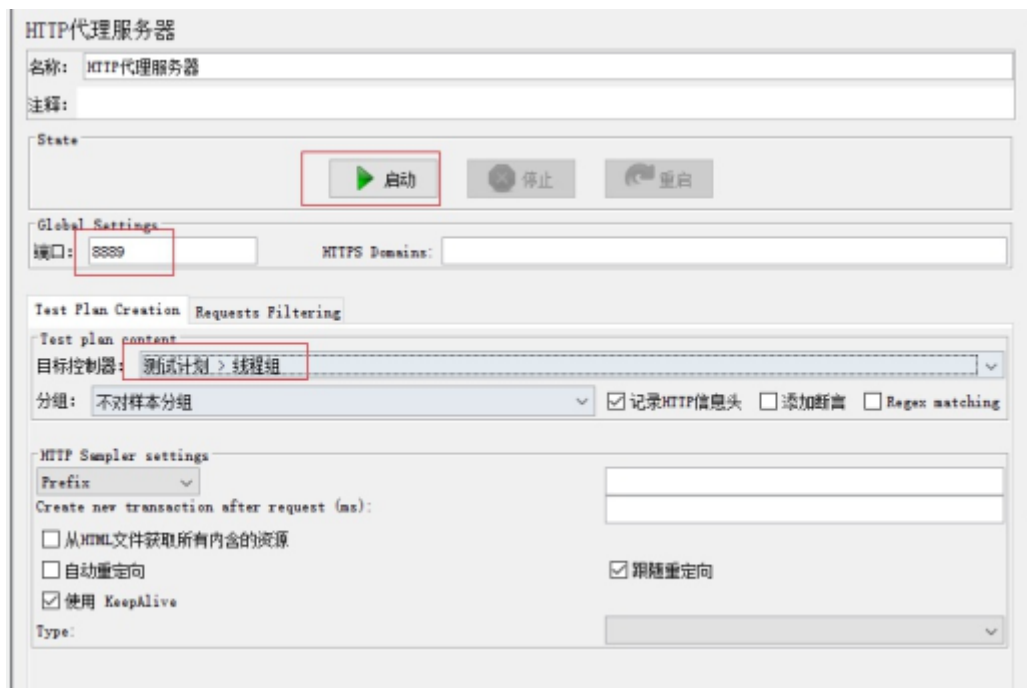 HTTP代理服务器
名称: HTTP代理服务器
注释:
State
启动 停止 重启
Global Settings
端口: 8889 HTTPS Domains:
Test Plan Creation Requests Filtering
Test plan content
目标控制器: 测试计划 > 线程组
分组: 不对样本分组 记录HTTP信息头 添加断言 Regex matching
HTTP Sampler settings
Prefix
Create new transaction after request (ms):
从HTML文件获取所有内含的资源
自动重定向 跟随重定向
使用 KeepAlive
Type: